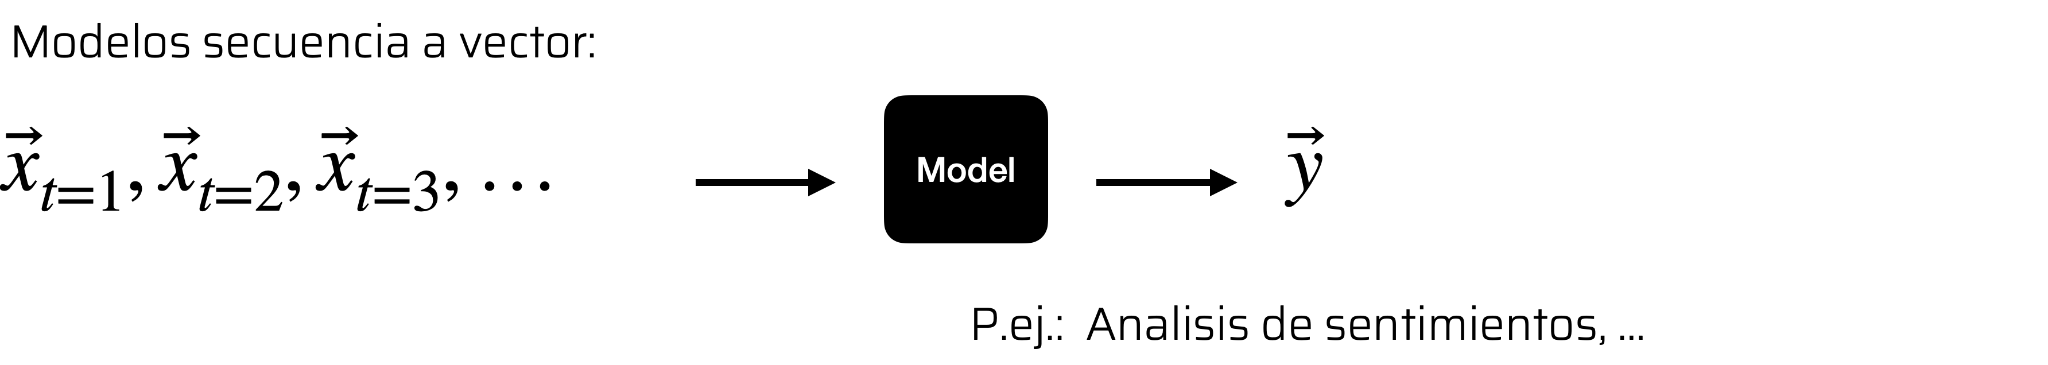 Modelos secuencia a vector:
x⃗ₜ₌₁, x⃗ₜ₌₂, x⃗ₜ₌₃, … Model y⃗
P.ej.: Analisis de sentimientos, ...